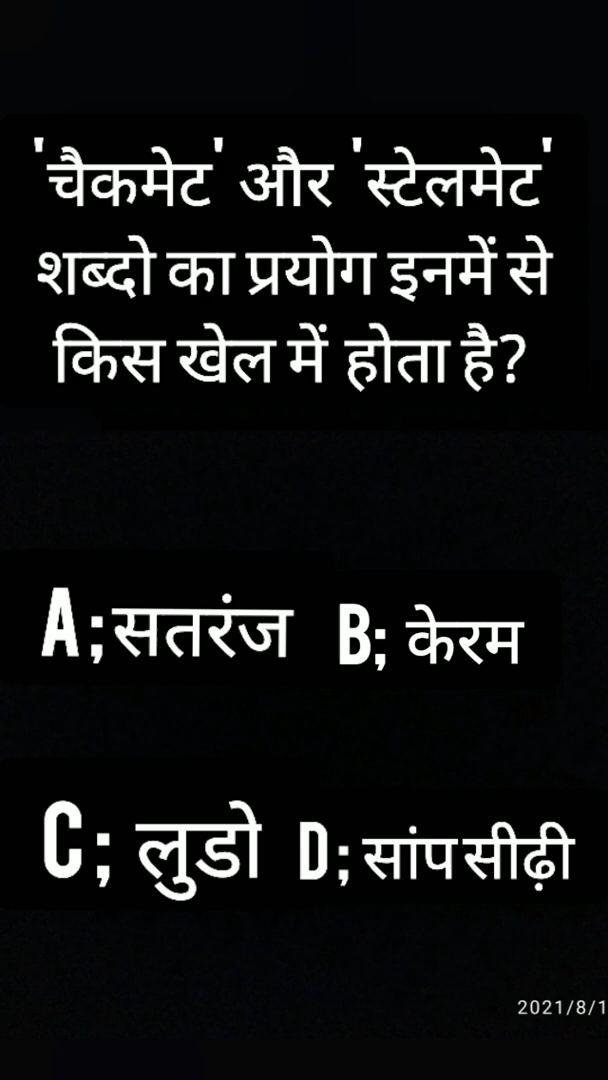 'चैकमेट' और 'स्टेलमेट'
शब्दो का प्रयोग इनमें से
किस खेल में होता है?
A;सतरंज B; केरम
C; लुडो D;सांपसीढ़ी
2021/8/1